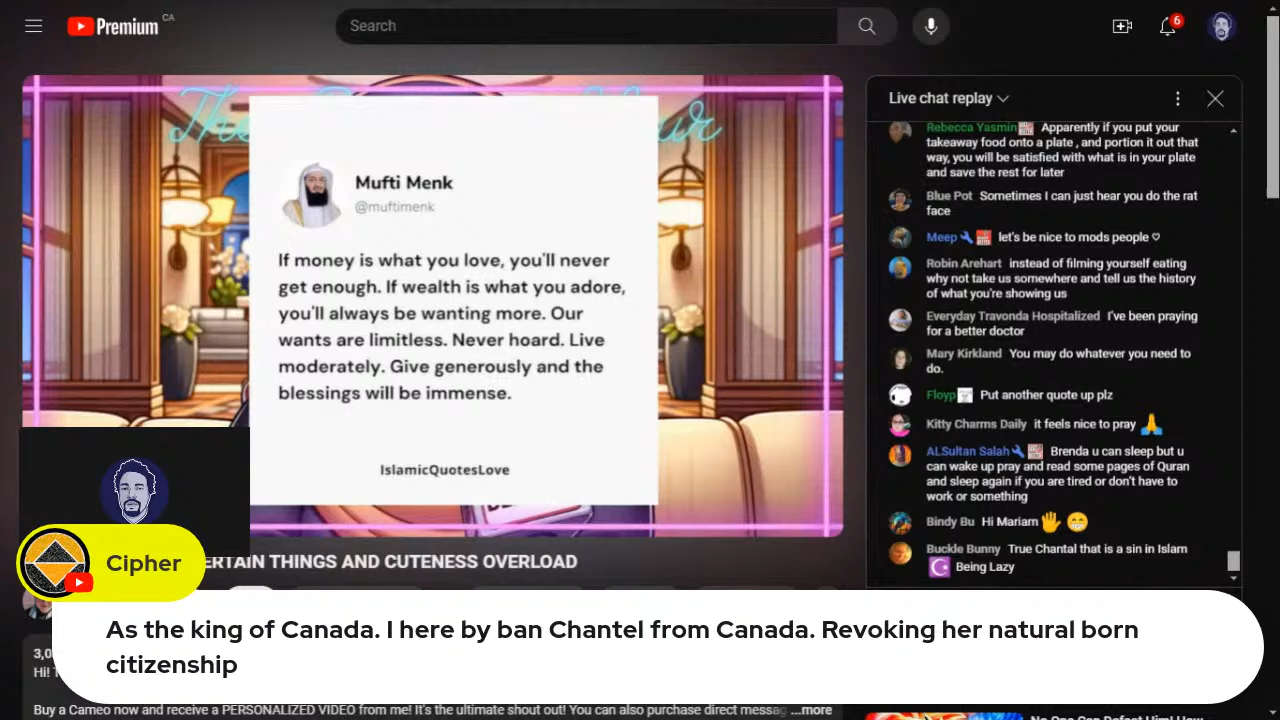 Premium CA
Search
6
The
ur
Mufti Menk
@muftimenk
If money is what you love, you'll never
get enough. If wealth is what you adore,
you'll always be wanting more. Our
wants are limitless. Never hoard. Live
moderately. Give generously and the
blessings will be immense.
IslamicQuotesLove
ERTAIN THINGS AND CUTENESS OVERLOAD
Live chat replay
Rebecca Yasmin Apparently if you put your
takeaway food onto a plate , and portion it out that
way, you will be satisfied with what is in your plate
and save the rest for later
Blue Pot Sometimes I can just hear you do the rat
face
Meep let's be nice to mods people ♡
Robin Arehart instead of filming yourself eating
why not take us somewhere and tell us the history
of what you're showing us
Everyday Travonda Hospitalized I've been praying
for a better doctor
Mary Kirkland You may do whatever you need to
do.
Floyp Put another quote up plz
Kitty Charms Daily it feels nice to pray 🙏
ALSultan Salah Brenda u can sleep but u
can wake up pray and read some pages of Quran
and sleep again if you are tired or don't have to
work or something
Bindy Bu Hi Mariam 🖐😁
Buckle Bunny True Chantal that is a sin in Islam
☪ Being Lazy
Cipher
As the king of Canada. I here by ban Chantel from Canada. Revoking her natural born
citizenship
3,0
Hi! T
Buy a Cameo now and receive a PERSONALIZED VIDEO from me! It's the ultimate shout out! You can also purchase direct messag ...more